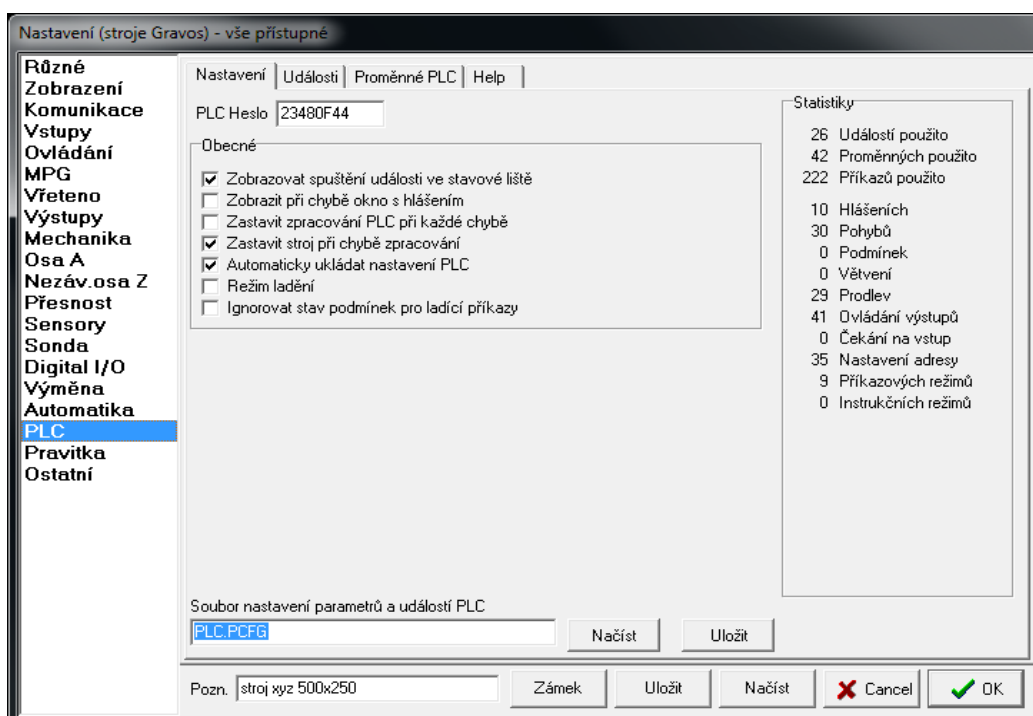 Nastavení (stroje Gravos) - vše přístupné
Různé
Zobrazení
Komunikace
Vstupy
Ovládání
MPG
Vřeteno
Výstupy
Mechanika
Osa A
Nezáv.osa Z
Přesnost
Sensory
Sonda
Digital I/O
Výměna
Automatika
PLC
Pravitka
Ostatní
Nastavení Události Proměnné PLC Help
PLC Heslo 23480F44
Obecné
Zobrazovat spuštění události ve stavové liště
Zobrazit při chybě okno s hlášením
Zastavit zpracování PLC při každé chybě
Zastavit stroj při chybě zpracování
Automaticky ukládat nastavení PLC
Režim ladění
Ignorovat stav podmínek pro ladící příkazy
Statistiky
26 Událostí použito
42 Proměnných použito
222 Příkazů použito
10 Hlášeních
30 Pohybů
0 Podmínek
0 Větvení
29 Prodlev
41 Ovládání výstupů
0 Čekání na vstup
35 Nastavení adresy
9 Příkazových režimů
0 Instrukčních režimů
Soubor nastavení parametrů a událostí PLC
PLC.PCFG Načíst Uložit
Pozn. stroj xyz 500x250 Zámek Uložit Načíst Cancel OK